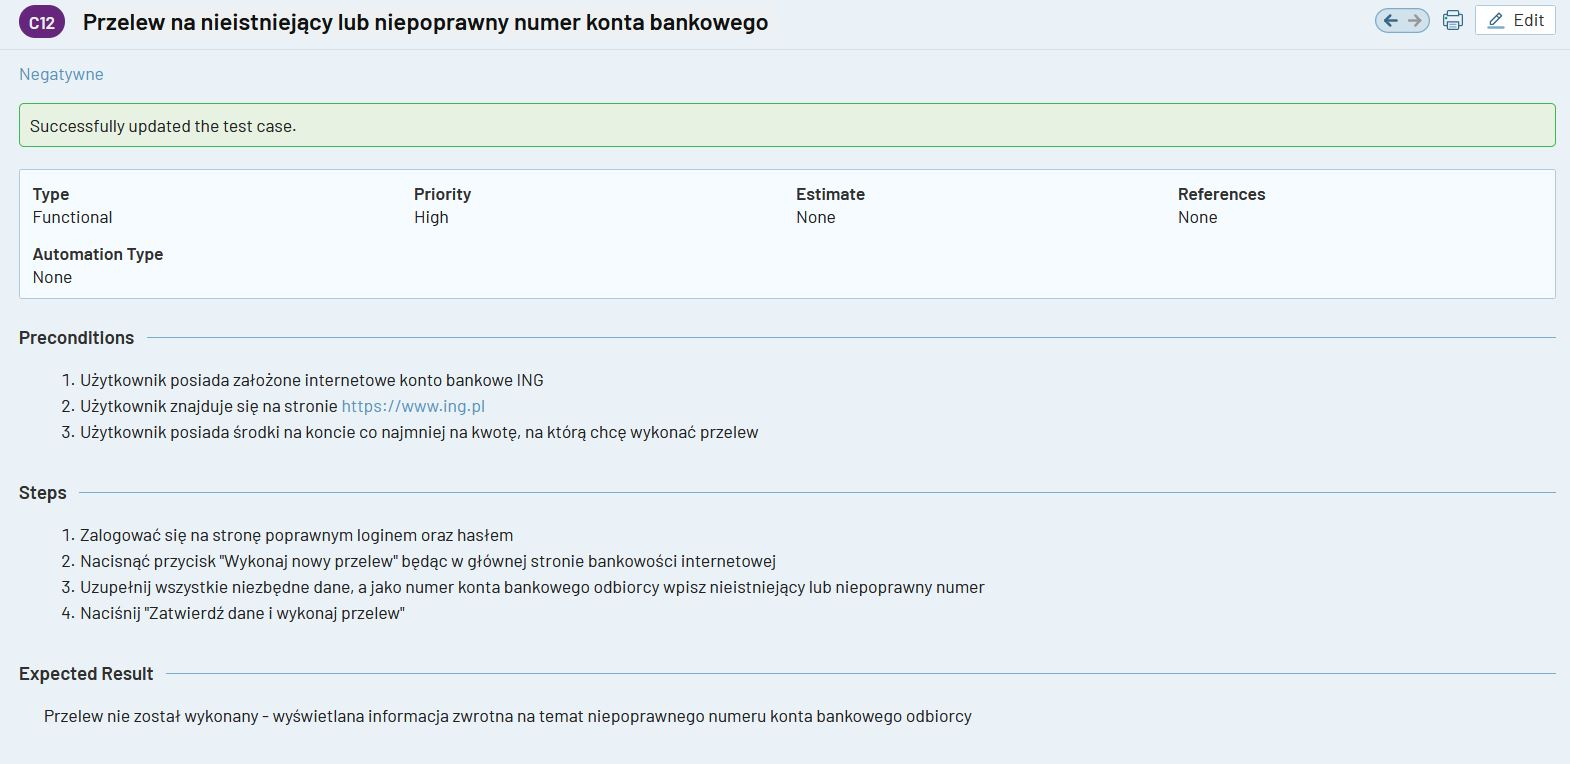 C12 Przelew na nieistniejący lub niepoprawny numer konta bankowego Edit
Negatywne
Successfully updated the test case.
Type Priority Estimate References
Functional High None None
Automation Type
None
Preconditions
1. Użytkownik posiada założone internetowe konto bankowe ING
2. Użytkownik znajduje się na stronie https://www.ing.pl
3. Użytkownik posiada środki na koncie co najmniej na kwotę, na którą chcę wykonać przelew
Steps
1. Zalogować się na stronę poprawnym loginem oraz hasłem
2. Nacisnąć przycisk "Wykonaj nowy przelew" będąc w głównej stronie bankowości internetowej
3. Uzupełnij wszystkie niezbędne dane, a jako numer konta bankowego odbiorcy wpisz nieistniejący lub niepoprawny numer
4. Naciśnij "Zatwierdź dane i wykonaj przelew"
Expected Result
Przelew nie został wykonany - wyświetlana informacja zwrotna na temat niepoprawnego numeru konta bankowego odbiorcy